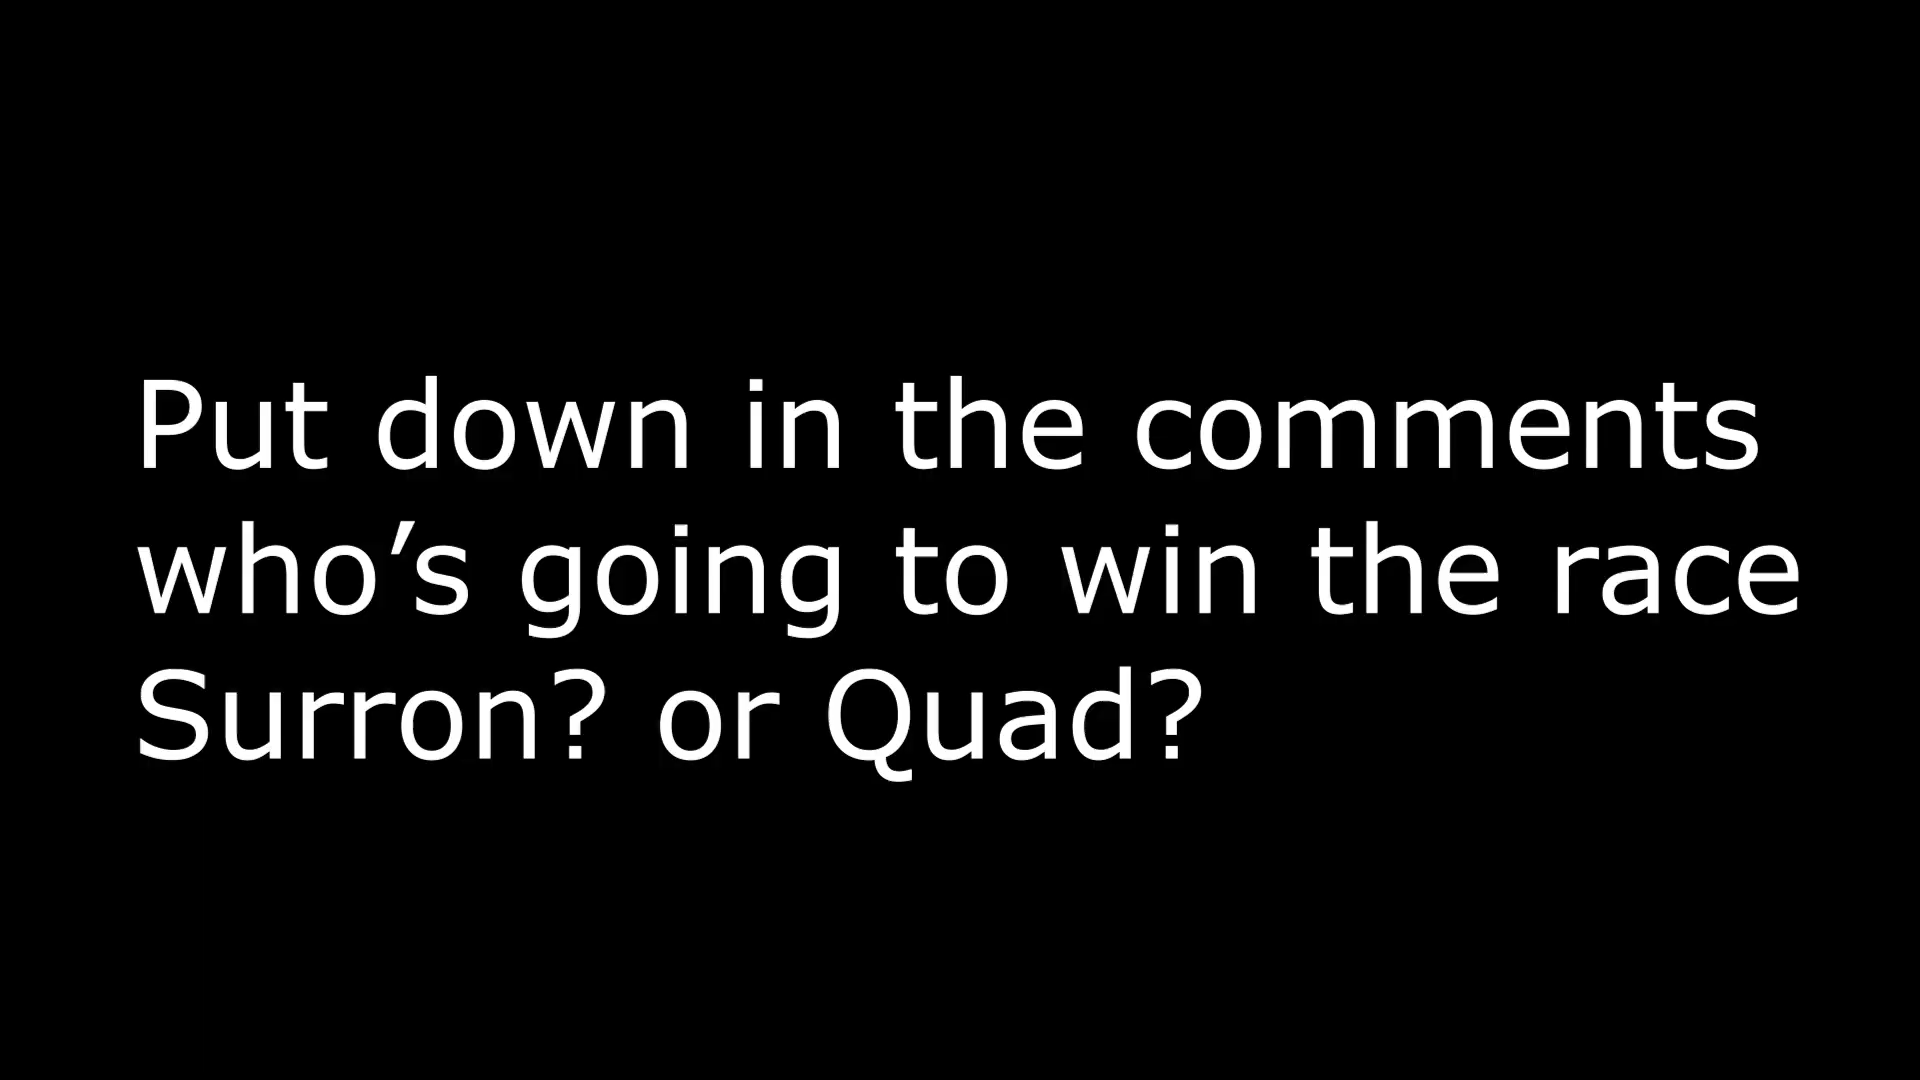 Put down in the comments
who’s going to win the race
Surron? or Quad?